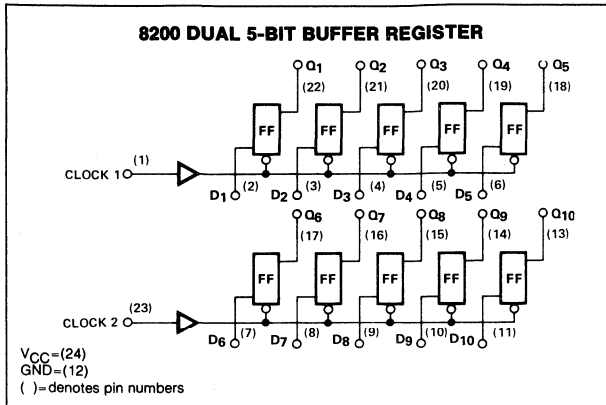 8200 DUAL 5-BIT BUFFER REGISTER
Q1 Q2 Q3 Q4 Q5
(22) (21) (20) (19) (18)
FF FF FF FF FF
(1)
CLOCK 1
(2) (3) (4) (5) (6)
D1 D2 D3 D4 D5
Q6 Q7 Q8 Q9 Q10
(17) (16) (15) (14) (13)
FF FF FF FF FF
(23)
CLOCK 2
(7) (8) (9) (10) (11)
D6 D7 D8 D9 D10
VCC=(24)
GND=(12)
( )=denotes pin numbers